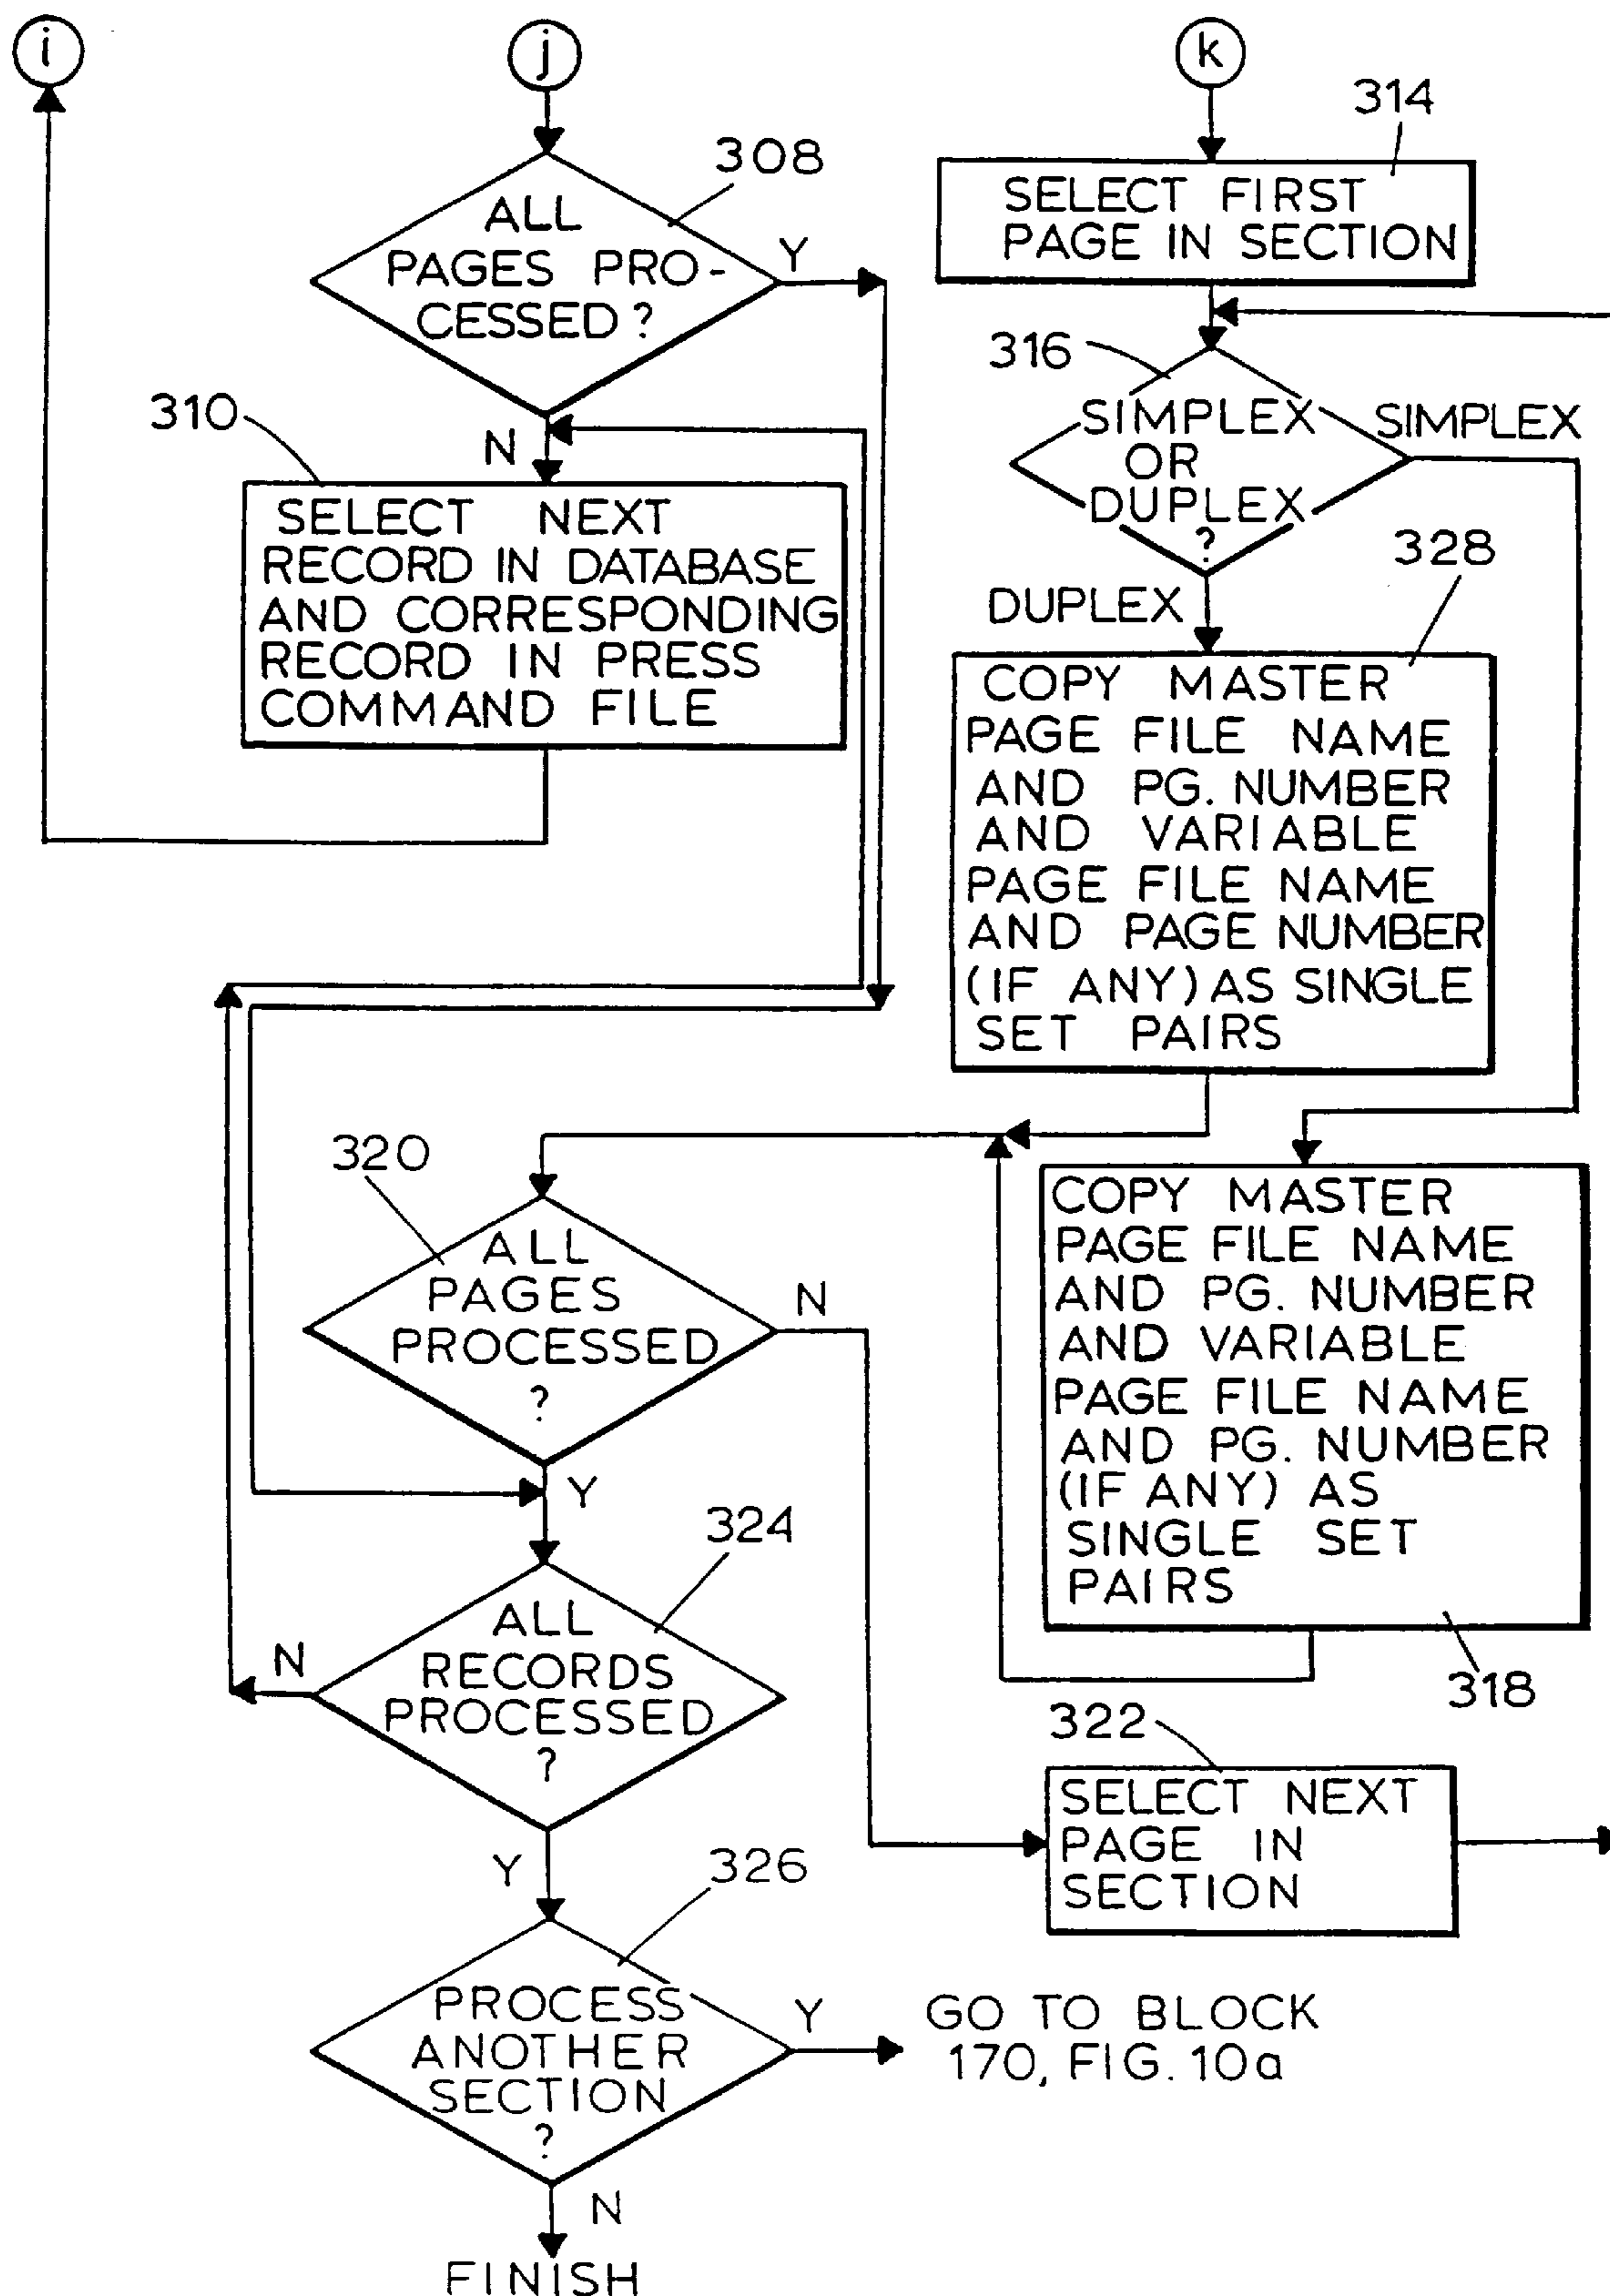 i
j
k
308
ALL
PAGES PRO-
CESSED?
Y
N
310
SELECT NEXT
RECORD IN DATABASE
AND CORRESPONDING
RECORD IN PRESS
COMMAND FILE
314
SELECT FIRST
PAGE IN SECTION
316
SIMPLEX
OR
DUPLEX
?
SIMPLEX
DUPLEX
328
COPY MASTER
PAGE FILE NAME
AND PG. NUMBER
AND VARIABLE
PAGE FILE NAME
AND PAGE NUMBER
(IF ANY) AS SINGLE
SET PAIRS
320
ALL
PAGES
PROCESSED
?
N
Y
COPY MASTER
PAGE FILE NAME
AND PG. NUMBER
AND VARIABLE
PAGE FILE NAME
AND PG. NUMBER
(IF ANY) AS
SINGLE SET
PAIRS
318
324
ALL
RECORDS
PROCESSED
?
N
Y
322
SELECT NEXT
PAGE IN
SECTION
326
PROCESS
ANOTHER
SECTION
?
Y
GO TO BLOCK
170, FIG. 10a
N
FINISH